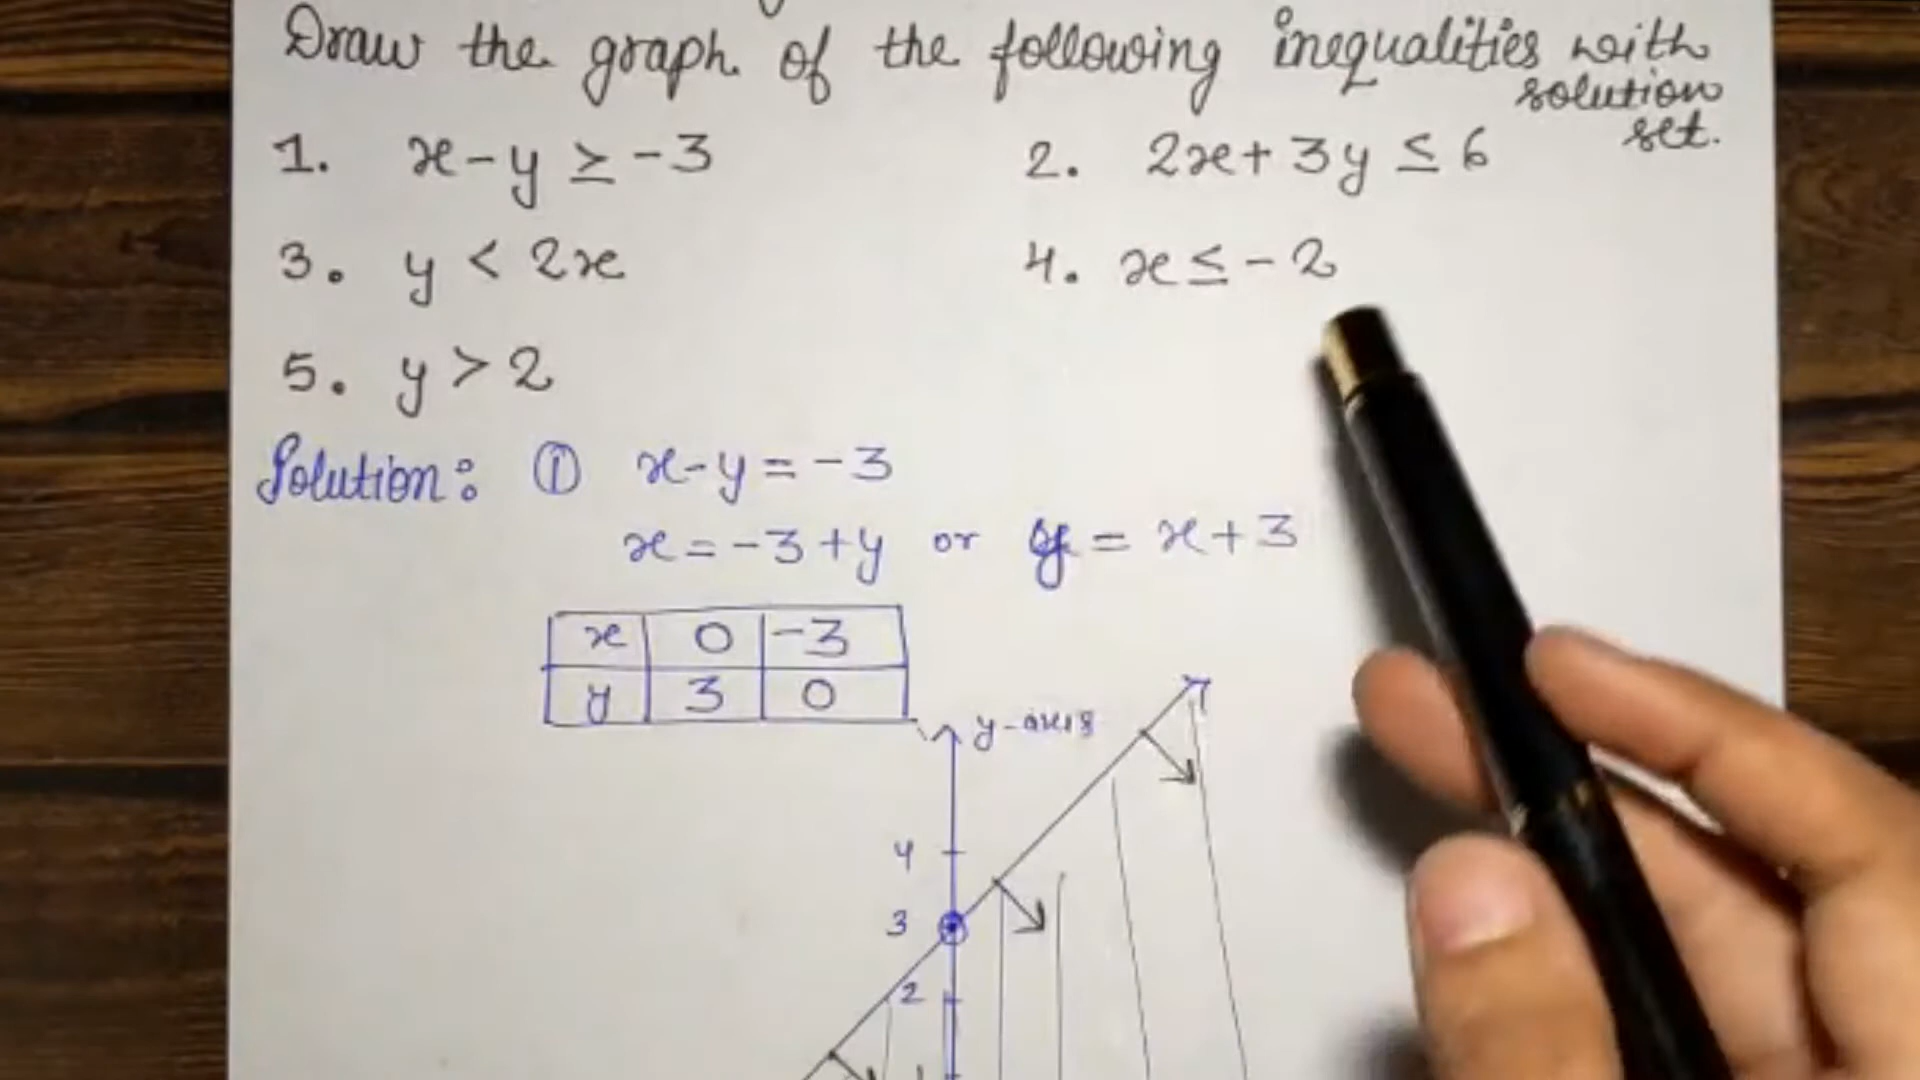 Draw the graph of the following inequalities with
solution
set.
1. x-y ≥ -3
2. 2x+3y ≤ 6
3. y < 2x
4. x ≤ -2
5. y > 2
Solution: ① x-y = -3
x = -3+y or y = x+3
x 0 -3
y 3 0
y-axis
4
3
2
1